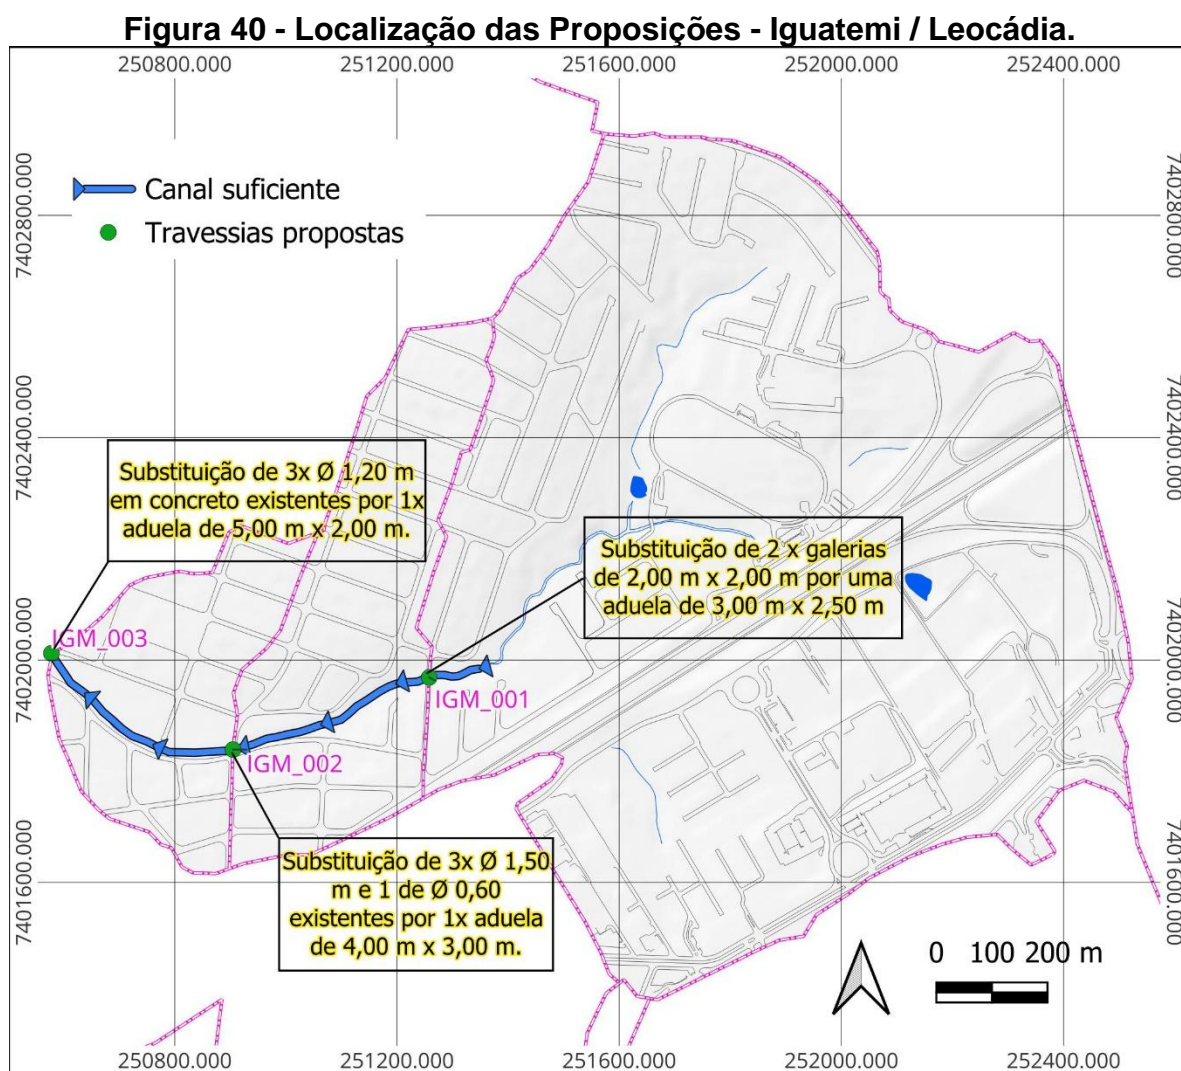 Figura 40 - Localização das Proposições - Iguatemi / Leocádia.
250800.000 251200.000 251600.000 252000.000 252400.000
7402800.000
7402800.000
Canal suficiente
Travessias propostas
7402400.000
7402400.000
Substituição de 3x Ø 1,20 m
em concreto existentes por 1x
aduela de 5,00 m x 2,00 m.
Substituição de 2 x galerias
de 2,00 m x 2,00 m por uma
aduela de 3,00 m x 2,50 m
7402000.000
7402000.000
IGM_003
IGM_001
IGM_002
Substituição de 3x Ø 1,50
m e 1 de Ø 0,60
existentes por 1x aduela
de 4,00 m x 3,00 m.
7401600.000
7401600.000
0 100 200 m
250800.000 251200.000 251600.000 252000.000 252400.000